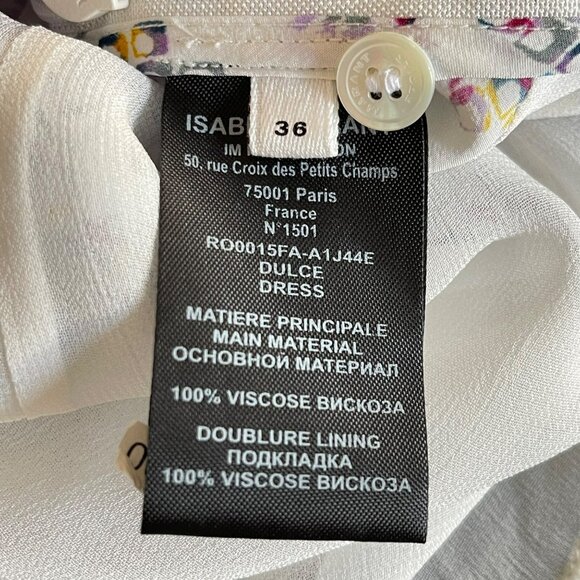 36
50, rue Croix des Petits Champs
75001 Paris
France
N°1501
RO0015FA-A1J44E
DULCE
DRESS
MATIERE PRINCIPALE
MAIN MATERIAL
ОСНОВНОЙ МАТЕРИАЛ
100% VISCOSE ВИСКОЗА
DOUBLURE LINING
ПОДКЛАДКА
100% VISCOSE ВИСКОЗА